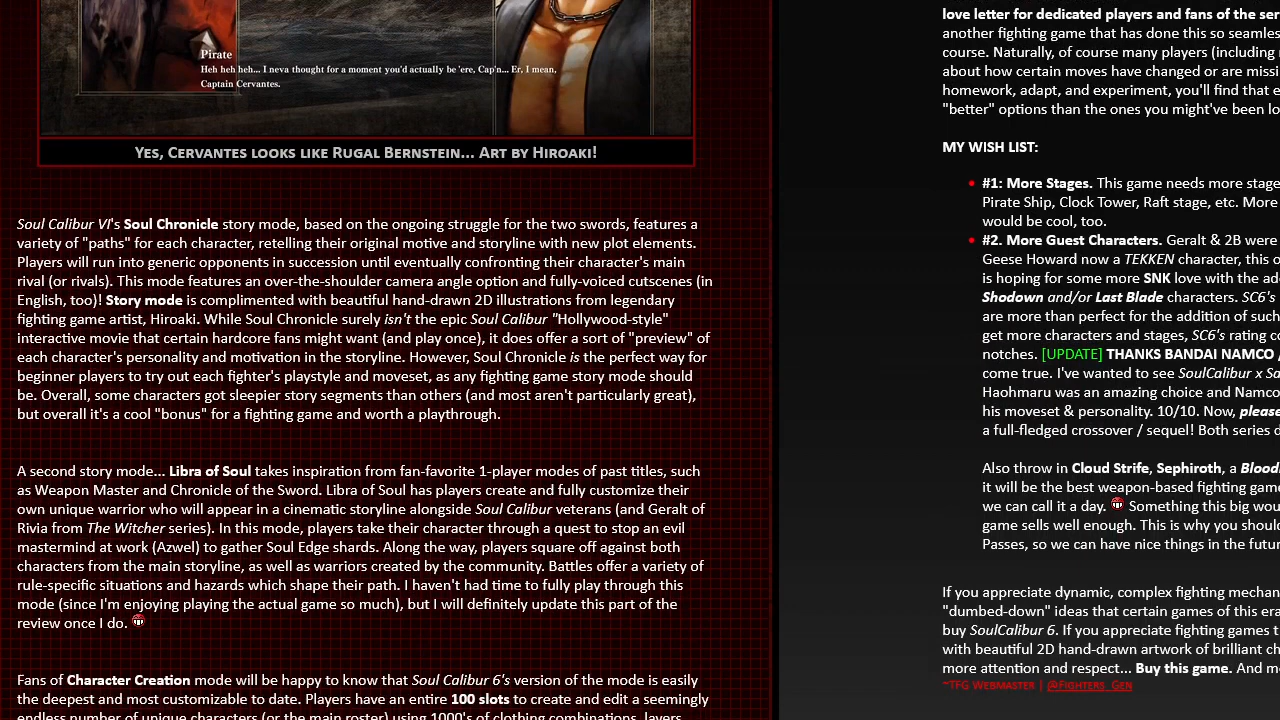 Pirate
Heh heh heh... I neva thought for a moment you'd actually be 'ere, Cap'n... Er, I mean,
Captain Cervantes.
Yes, Cervantes looks like Rugal Bernstein... Art by Hiroaki!
Soul Calibur VI's Soul Chronicle story mode, based on the ongoing struggle for the two swords, features a
variety of "paths" for each character, retelling their original motive and storyline with new plot elements.
Players will run into generic opponents in succession until eventually confronting their character's main
rival (or rivals). This mode features an over-the-shoulder camera angle option and fully-voiced cutscenes (in
English, too)! Story mode is complimented with beautiful hand-drawn 2D illustrations from legendary
fighting game artist, Hiroaki. While Soul Chronicle surely isn't the epic Soul Calibur "Hollywood-style"
interactive movie that certain hardcore fans might want (and play once), it does offer a sort of "preview" of
each character's personality and motivation in the storyline. However, Soul Chronicle is the perfect way for
beginner players to try out each fighter's playstyle and moveset, as any fighting game story mode should
be. Overall, some characters got sleepier story segments than others (and most aren't particularly great),
but overall it's a cool "bonus" for a fighting game and worth a playthrough.
A second story mode... Libra of Soul takes inspiration from fan-favorite 1-player modes of past titles, such
as Weapon Master and Chronicle of the Sword. Libra of Soul has players create and fully customize their
own unique warrior who will appear in a cinematic storyline alongside Soul Calibur veterans (and Geralt of
Rivia from The Witcher series). In this mode, players take their character through a quest to stop an evil
mastermind at work (Azwel) to gather Soul Edge shards. Along the way, players square off against both
characters from the main storyline, as well as warriors created by the community. Battles offer a variety of
rule-specific situations and hazards which shape their path. I haven't had time to fully play through this
mode (since I'm enjoying playing the actual game so much), but I will definitely update this part of the
review once I do.
Fans of Character Creation mode will be happy to know that Soul Calibur 6's version of the mode is easily
the deepest and most customizable to date. Players have an entire 100 slots to create and edit a seemingly
endless number of unique characters (or the main roster) using 1000's of clothing combinations, layers,
love letter for dedicated players and fans of the ser
another fighting game that has done this so seamles
course. Naturally, of course many players (including
about how certain moves have changed or are missi
homework, adapt, and experiment, you'll find that e
"better" options than the ones you might've been lo
MY WISH LIST:
#1: More Stages. This game needs more stage
Pirate Ship, Clock Tower, Raft stage, etc. More
would be cool, too.
#2. More Guest Characters. Geralt & 2B were
Geese Howard now a TEKKEN character, this o
is hoping for some more SNK love with the ad
Shodown and/or Last Blade characters. SC6's
are more than perfect for the addition of such
get more characters and stages, SC6's rating co
notches. [UPDATE] THANKS BANDAI NAMCO
come true. I've wanted to see SoulCalibur x Sa
Haohmaru was an amazing choice and Namco
his moveset & personality. 10/10. Now, please
a full-fledged crossover / sequel! Both series d
Also throw in Cloud Strife, Sephiroth, a Blood
it will be the best weapon-based fighting game
we can call it a day. Something this big wou
game sells well enough. This is why you should
Passes, so we can have nice things in the futur
If you appreciate dynamic, complex fighting mechan
"dumbed-down" ideas that certain games of this era
buy SoulCalibur 6. If you appreciate fighting games t
with beautiful 2D hand-drawn artwork of brilliant ch
more attention and respect... Buy this game. And m
~TFG Webmaster | @Fighters_Gen